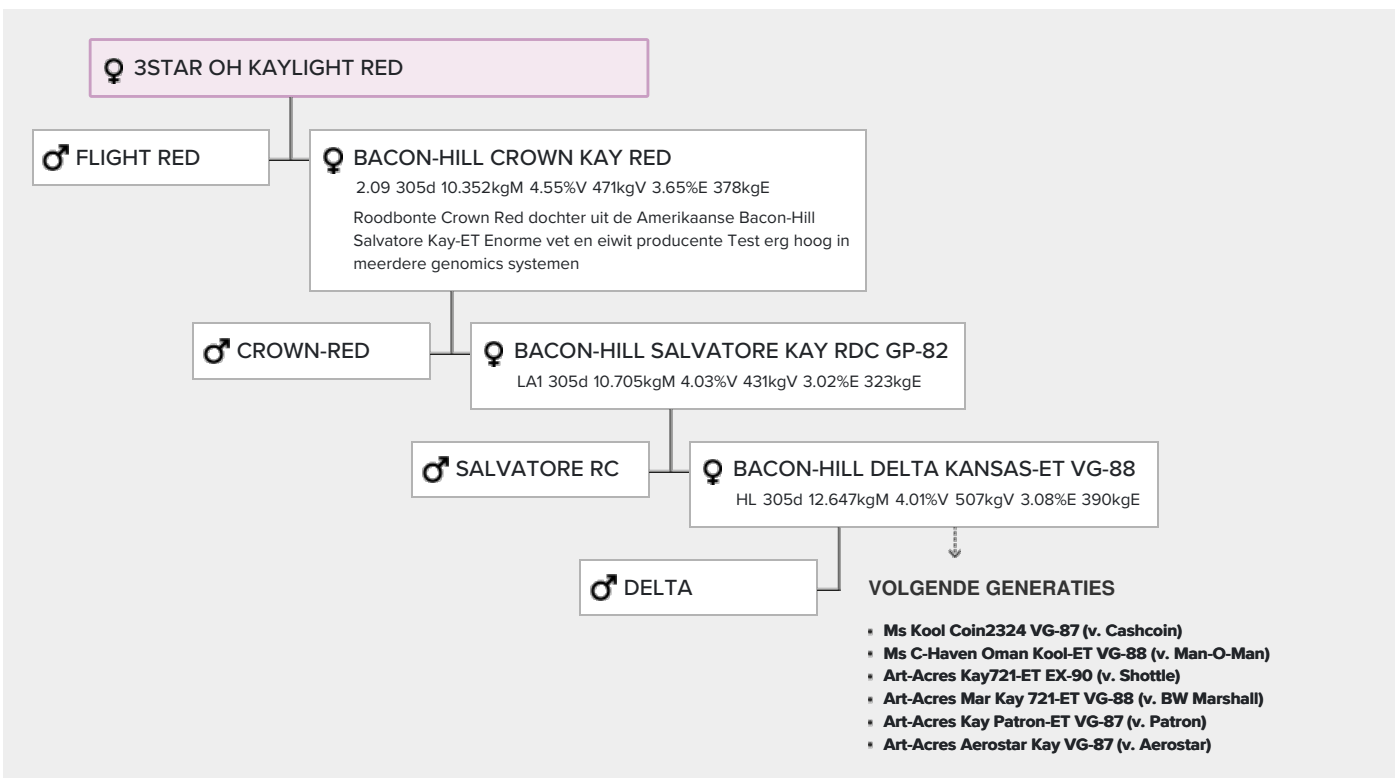 3STAR OH KAYLIGHT RED
FLIGHT RED
BACON-HILL CROWN KAY RED
2.09 305d 10.352kgM 4.55%V 471kgV 3.65%E 378kgE
Roodbonte Crown Red dochter uit de Amerikaanse Bacon-Hill
Salvatore Kay-ET Enorme vet en eiwit producente Test erg hoog in
meerdere genomics systemen
CROWN-RED
BACON-HILL SALVATORE KAY RDC GP-82
LA1 305d 10.705kgM 4.03%V 431kgV 3.02%E 323kgE
SALVATORE RC
BACON-HILL DELTA KANSAS-ET VG-88
HL 305d 12.647kgM 4.01%V 507kgV 3.08%E 390kgE
DELTA
VOLGENDE GENERATIES
Ms Kool Coin2324 VG-87 (v. Cashcoin)
Ms C-Haven Oman Kool-ET VG-88 (v. Man-O-Man)
Art-Acres Kay721-ET EX-90 (v. Shottle)
Art-Acres Mar Kay 721-ET VG-88 (v. BW Marshall)
Art-Acres Kay Patron-ET VG-87 (v. Patron)
Art-Acres Aerostar Kay VG-87 (v. Aerostar)